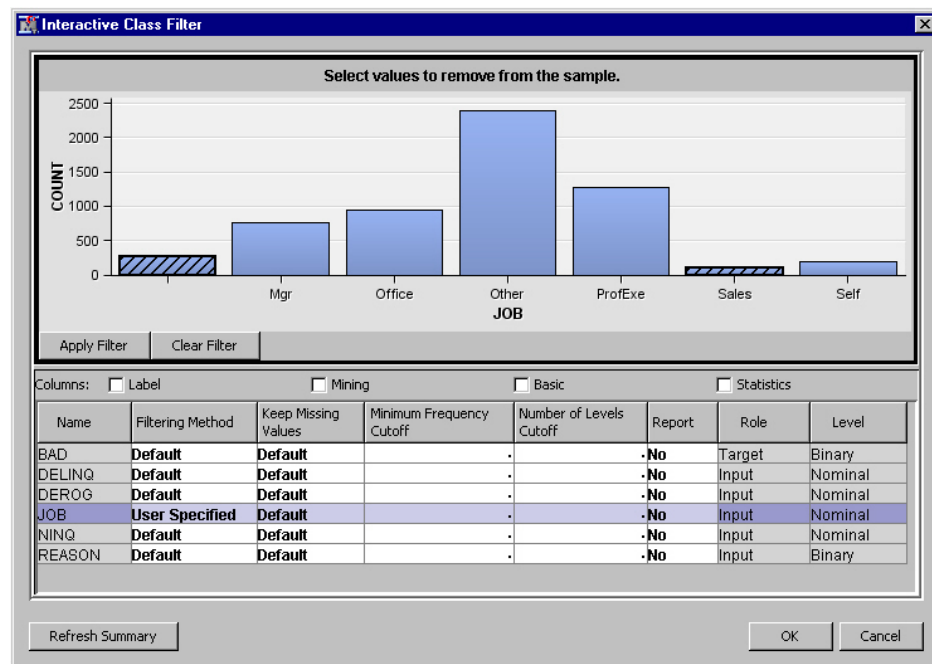 Interactive Class Filter
Select values to remove from the sample.
2500
2000
1500
1000
500
0
COUNT
Mgr Office Other ProfExe Sales Self
JOB
Apply Filter Clear Filter
Columns: Label Mining Basic Statistics
Name Filtering Method Keep Missing Values Minimum Frequency Cutoff Number of Levels Cutoff Report Role Level
BAD Default Default . . No Target Binary
DELINQ Default Default . . No Input Nominal
DEROG Default Default . . No Input Nominal
JOB User Specified Default . . No Input Nominal
NINQ Default Default . . No Input Nominal
REASON Default Default . . No Input Binary
Refresh Summary OK Cancel